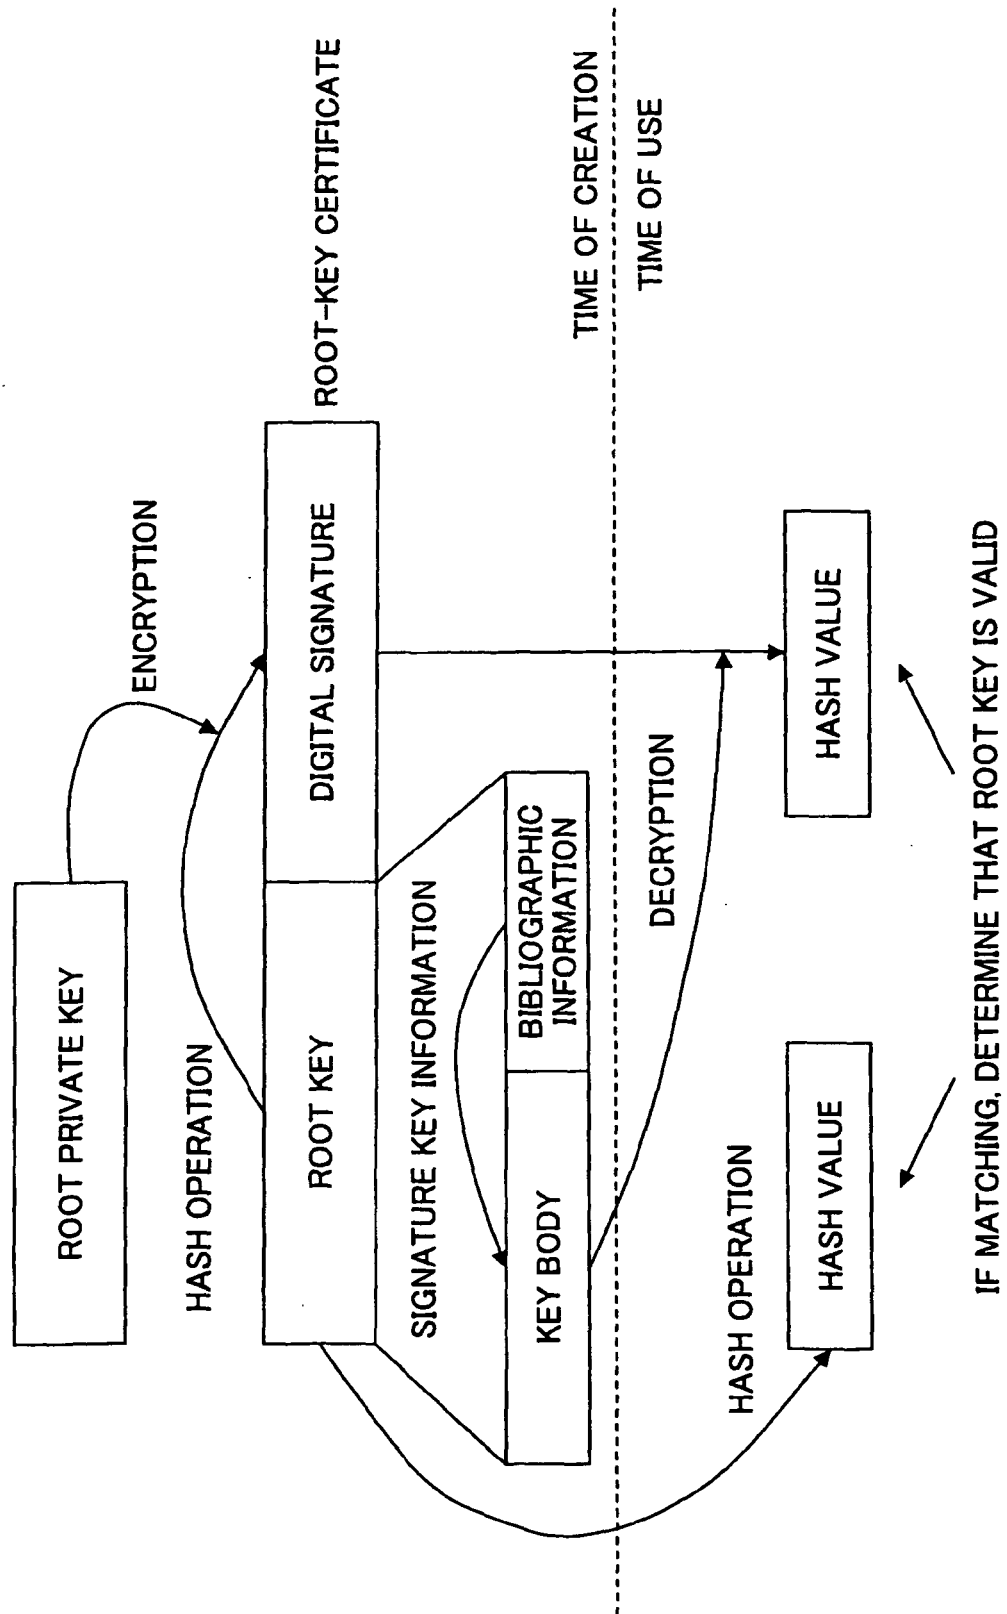 ROOT PRIVATE KEY
ENCRYPTION
HASH OPERATION
ROOT KEY
DIGITAL SIGNATURE
ROOT-KEY CERTIFICATE
SIGNATURE KEY INFORMATION
KEY BODY
BIBLIOGRAPHIC
INFORMATION
TIME OF CREATION
TIME OF USE
DECRYPTION
HASH OPERATION
HASH VALUE
HASH VALUE
IF MATCHING, DETERMINE THAT ROOT KEY IS VALID